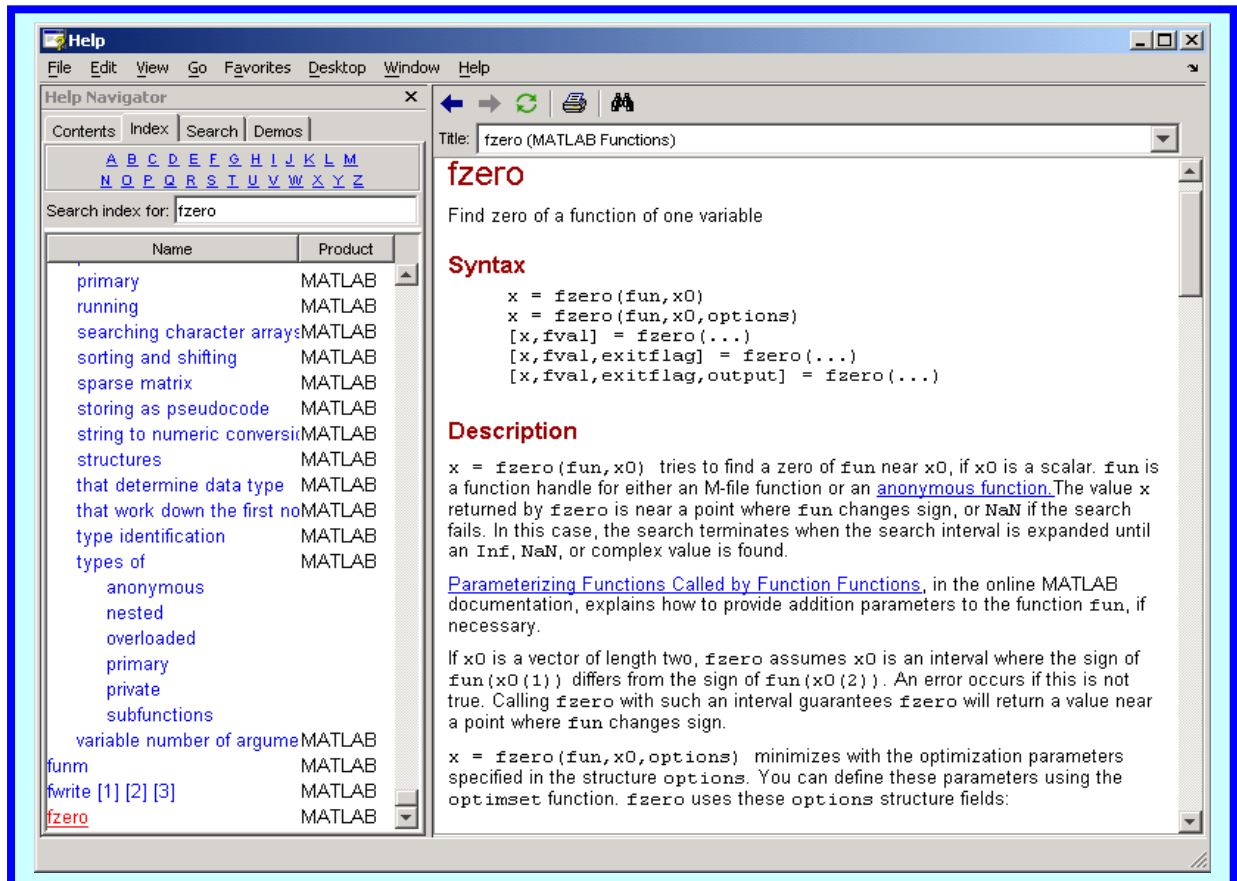 Help
File Edit View Go Favorites Desktop Window Help
Help Navigator
Contents Index Search Demos
A B C D E F G H I J K L M
N O P Q R S T U V W X Y Z
Search index for: fzero
Name Product
primary MATLAB
running MATLAB
searching character arrays MATLAB
sorting and shifting MATLAB
sparse matrix MATLAB
storing as pseudocode MATLAB
string to numeric conversi MATLAB
structures MATLAB
that determine data type MATLAB
that work down the first no MATLAB
type identification MATLAB
types of MATLAB
anonymous
nested
overloaded
primary
private
subfunctions
variable number of argume MATLAB
funm MATLAB
fwrite [1] [2] [3] MATLAB
fzero MATLAB
Title: fzero (MATLAB Functions)
fzero
Find zero of a function of one variable
Syntax
x = fzero(fun,x0)
x = fzero(fun,x0,options)
[x,fval] = fzero(...)
[x,fval,exitflag] = fzero(...)
[x,fval,exitflag,output] = fzero(...)
Description
x = fzero(fun,x0) tries to find a zero of fun near x0, if x0 is a scalar. fun is
a function handle for either an M-file function or an anonymous function.The value x
returned by fzero is near a point where fun changes sign, or NaN if the search
fails. In this case, the search terminates when the search interval is expanded until
an Inf, NaN, or complex value is found.
Parameterizing Functions Called by Function Functions, in the online MATLAB
documentation, explains how to provide addition parameters to the function fun, if
necessary.
If x0 is a vector of length two, fzero assumes x0 is an interval where the sign of
fun(x0(1)) differs from the sign of fun(x0(2)). An error occurs if this is not
true. Calling fzero with such an interval guarantees fzero will return a value near
a point where fun changes sign.
x = fzero(fun,x0,options) minimizes with the optimization parameters
specified in the structure options. You can define these parameters using the
optimset function. fzero uses these options structure fields: